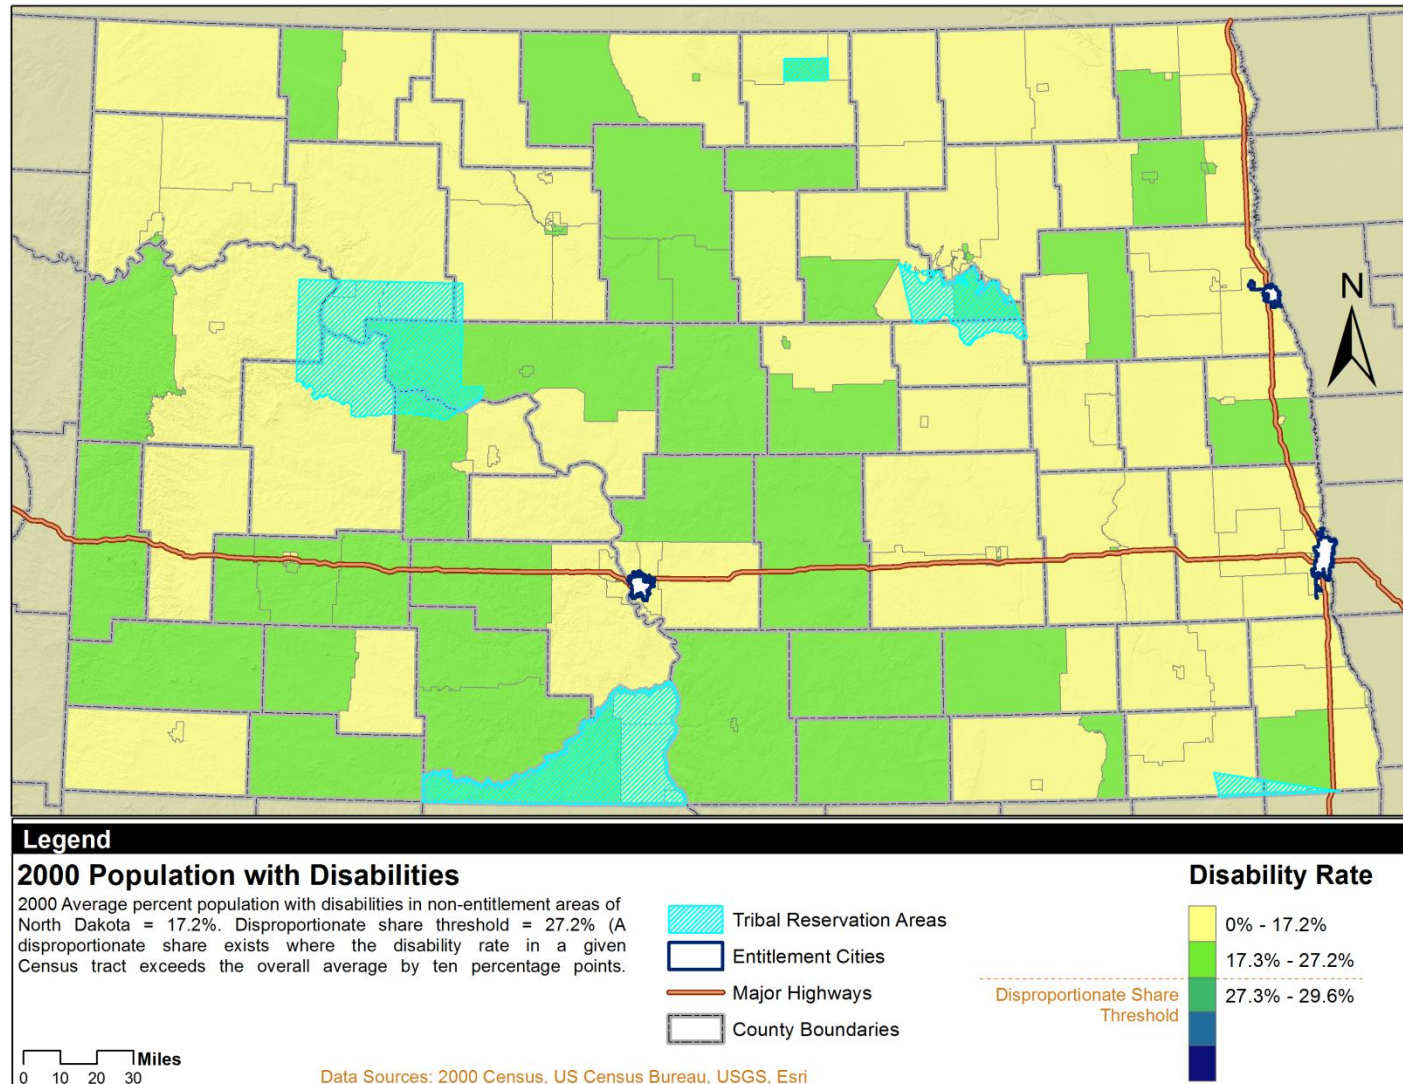 N
Legend
2000 Population with Disabilities
2000 Average percent population with disabilities in non-entitlement areas of
North Dakota = 17.2%. Disproportionate share threshold = 27.2% (A
disproportionate share exists where the disability rate in a given
Census tract exceeds the overall average by ten percentage points.
Miles
0 10 20 30
Data Sources: 2000 Census, US Census Bureau, USGS, Esri
Tribal Reservation Areas
Entitlement Cities
Major Highways
County Boundaries
Disability Rate
0% - 17.2%
17.3% - 27.2%
27.3% - 29.6%
Disproportionate Share
Threshold